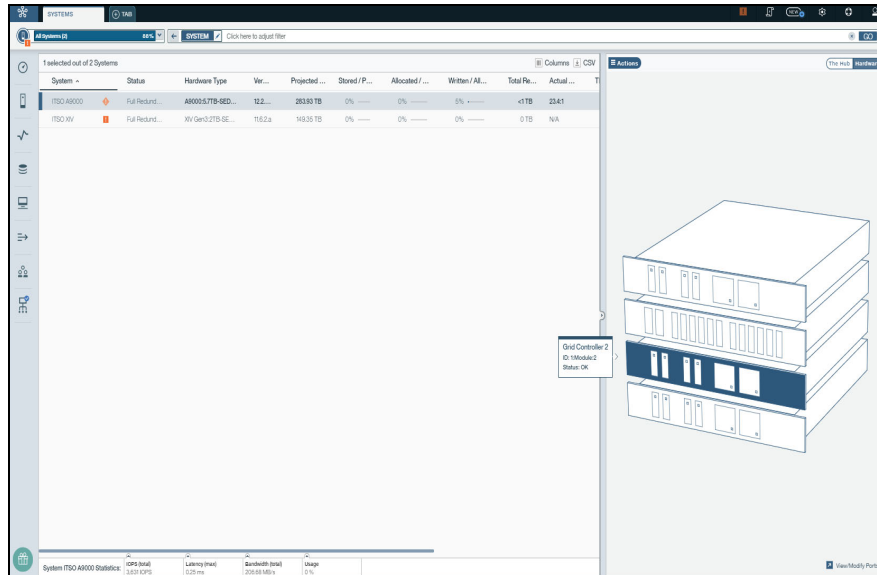 SYSTEMS
TAB
NEW
All Systems (2) 88% SYSTEM Click here to adjust filter GO
1 selected out of 2 Systems Columns CSV
System Status Hardware Type Ver... Projected ... Stored / P... Allocated / ... Written / All... Total Re... Actual ... T
ITSO A9000 Full Redund... A9000:5.7TB-SED... 12.2.... 263.93 TB 0% 0% 6% <1 TB 23.4:1
ITSO XIV Full Redund... XIV Gen3:2TB-SE... 11.6.2.a 149.35 TB 0% 0% 0% 0 TB N/A
Actions
The Hub Hardwar
Grid Controller 2
ID: 1:Module:2
Status: OK
System ITSO A9000 Statistics:
IOPS (total)
3,631 IOPS
Latency (max)
0.25 ms
Bandwidth (total)
206.68 MB/s
Usage
0 %
View/Modify Ports